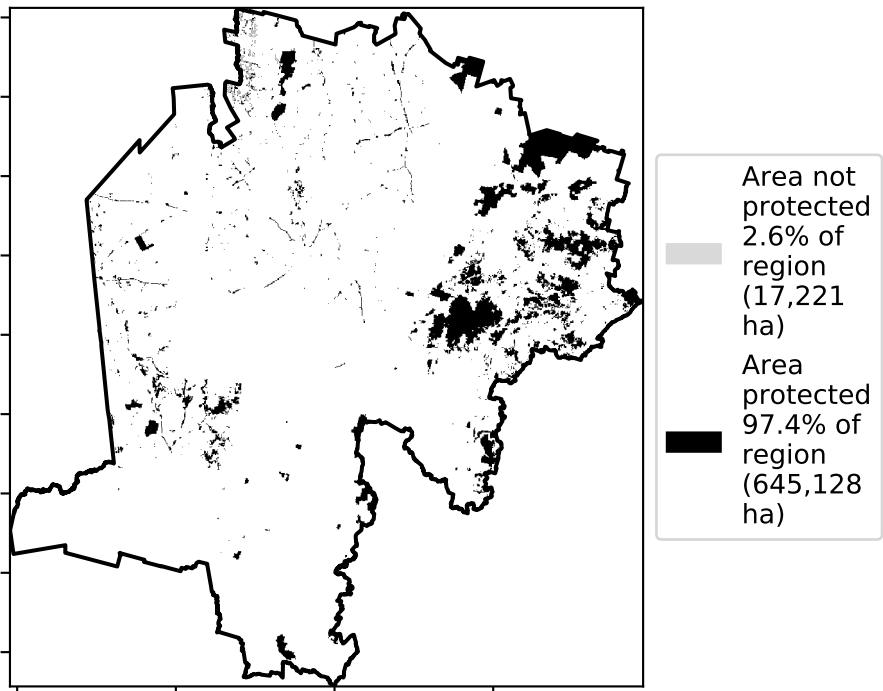 Area not
protected
2.6% of
region
(17,221
ha)
Area
protected
97.4% of
region
(645,128
ha)